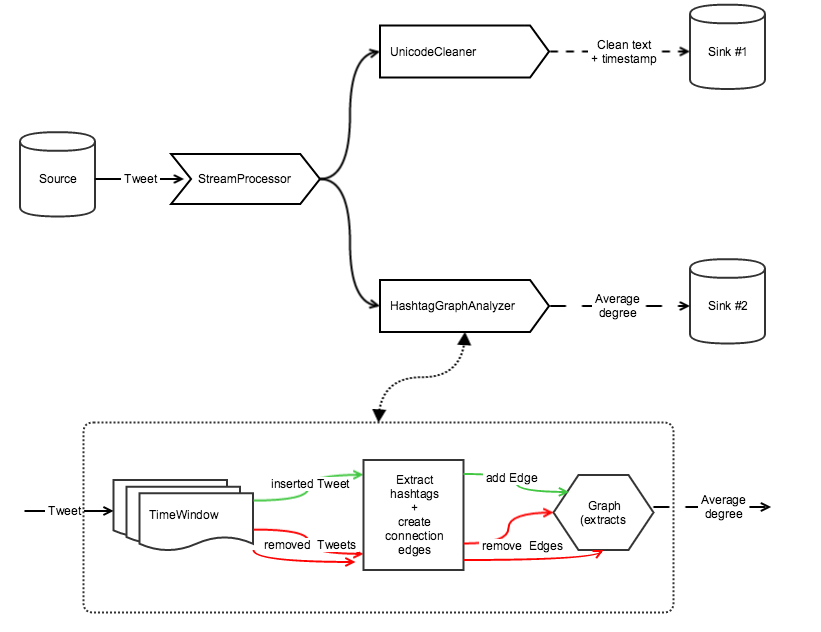 UnicodeCleaner
Clean text
+ timestamp
Sink #1
Source
Tweet
StreamProcessor
HashtagGraphAnalyzer
Average
degree
Sink #2
Tweet
TimeWindow
inserted Tweet
removed Tweets
Extract
hashtags
+
create
connection
edges
add Edge
remove Edges
Graph
(extracts
Average
degree